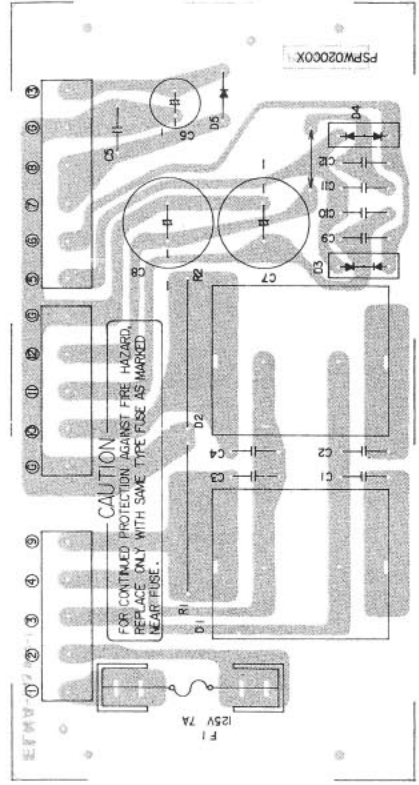 PSPW02000X
⑬
G
⑧
⑦
⑥
⑤
G
⑫
⑪
⑩
G
⑨
④
③
②
①
D5
C6
C5
D4
C12
C11
C10
C9
D3
C8
C7
R2
CAUTION
FOR CONTINUED PROTECTION AGAINST FIRE HAZARD,
REPLACE ONLY WITH SAME TYPE FUSE AS MARKED
NEAR FUSE.
D2
C4
C3
C2
C1
R1
D1
F1
125V 7A